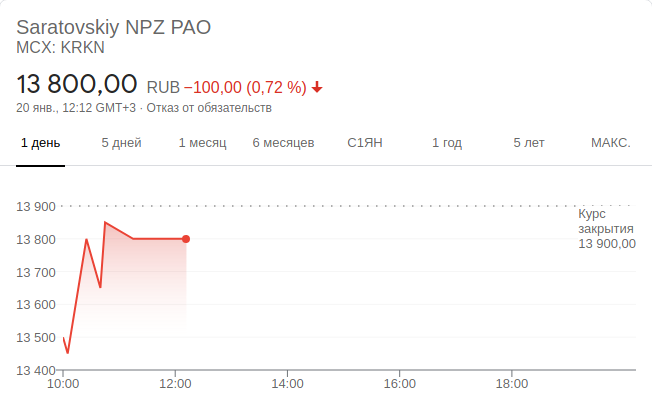 Saratovskiy NPZ PAO
MCX: KRKN
13 800,00 RUB −100,00 (0,72 %)
20 янв., 12:12 GMT+3 · Отказ от обязательств
1 день 5 дней 1 месяц 6 месяцев С1ЯН 1 год 5 лет МАКС.
13 900
Курс
закрытия
13 900,00
13 800
13 700
13 600
13 500
13 400
10:00 12:00 14:00 16:00 18:00